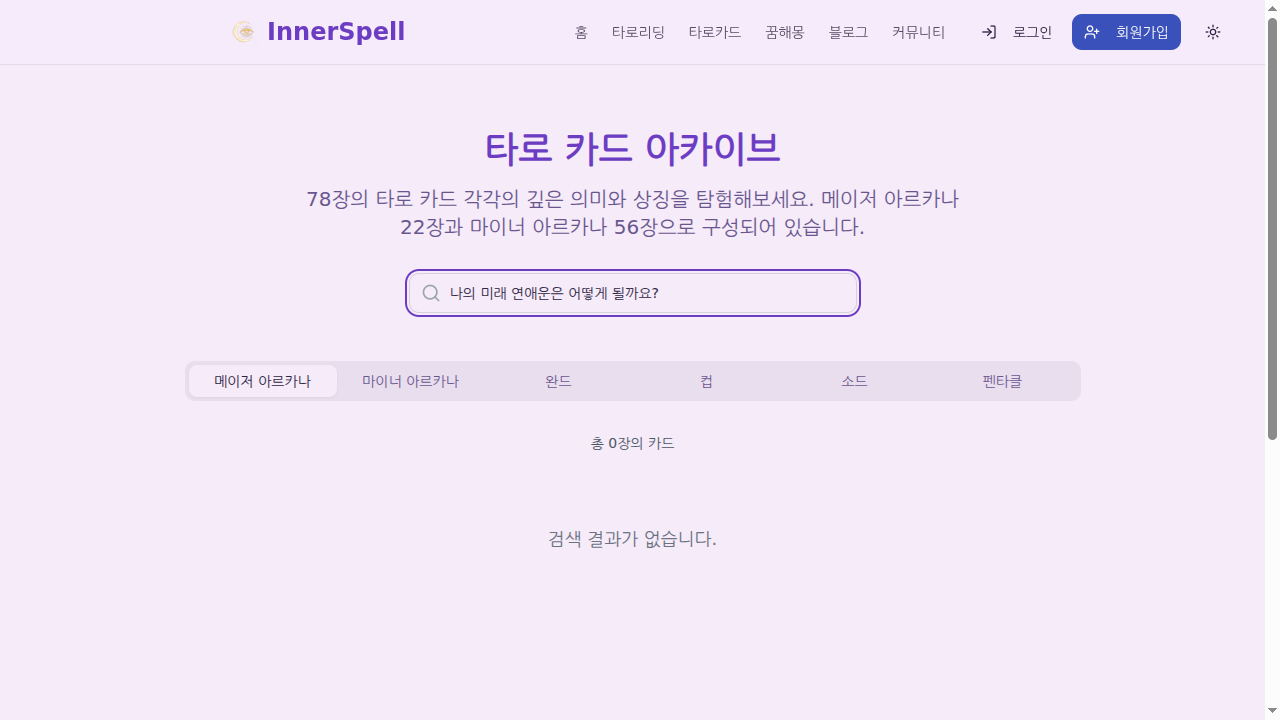 InnerSpell
홈 타로리딩 타로카드 꿈해몽 블로그 커뮤니티 로그인 회원가입
타로 카드 아카이브
78장의 타로 카드 각각의 깊은 의미와 상징을 탐험해보세요. 메이저 아르카나
22장과 마이너 아르카나 56장으로 구성되어 있습니다.
나의 미래 연애운은 어떻게 될까요?
메이저 아르카나 마이너 아르카나 완드 컵 소드 펜타클
총 0장의 카드
검색 결과가 없습니다.